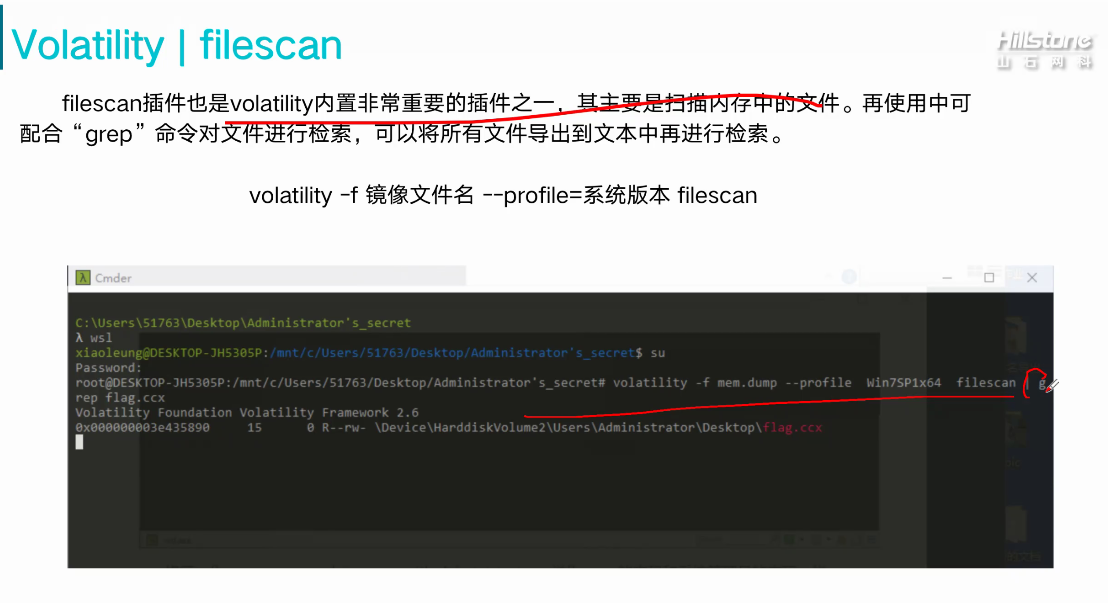 Volatility | filescan
Hillstone
山石网科
filescan插件也是volatility内置非常重要的插件之一，其主要是扫描内存中的文件。再使用中可
配合“grep”命令对文件进行检索，可以将所有文件导出到文本中再进行检索。
volatility -f 镜像文件名 --profile=系统版本 filescan
λ Cmder
C:\Users\51763\Desktop\Administrator's_secret
λ wsl
xiaoleung@DESKTOP-JH5305P:/mnt/c/Users/51763/Desktop/Administrator's_secret$ su
Password:
root@DESKTOP-JH5305P:/mnt/c/Users/51763/Desktop/Administrator's_secret# volatility -f mem.dump --profile Win7SP1x64 filescan | g
rep flag.ccx
Volatility Foundation Volatility Framework 2.6
0x000000003e435890 15 0 R--rw- \Device\HarddiskVolume2\Users\Administrator\Desktop\flag.ccx